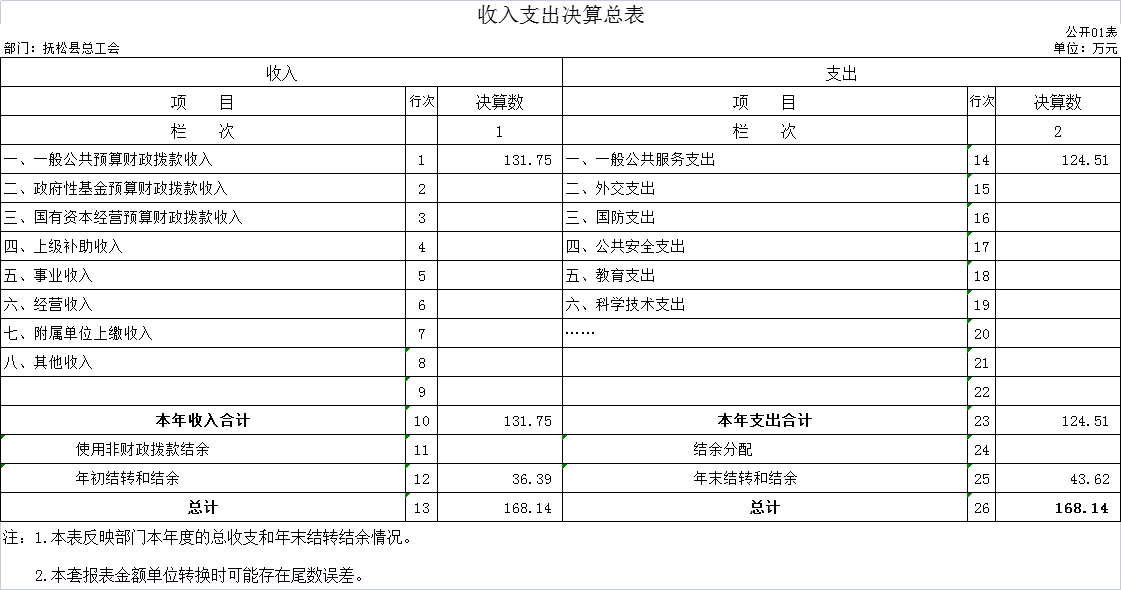 收入支出决算总表
公开01表
部门：抚松县总工会 单位：万元
收入 支出
项 目 行次 决算数 项 目 行次 决算数
栏 次 1 栏 次 2
一、一般公共预算财政拨款收入 1 131.75 一、一般公共服务支出 14 124.51
二、政府性基金预算财政拨款收入 2 二、外交支出 15
三、国有资本经营预算财政拨款收入 3 三、国防支出 16
四、上级补助收入 4 四、公共安全支出 17
五、事业收入 5 五、教育支出 18
六、经营收入 6 六、科学技术支出 19
七、附属单位上缴收入 7 …… 20
八、其他收入 8 21
9 22
本年收入合计 10 131.75 本年支出合计 23 124.51
使用非财政拨款结余 11 结余分配 24
年初结转和结余 12 36.39 年末结转和结余 25 43.62
总计 13 168.14 总计 26 168.14
注：1.本表反映部门本年度的总收支和年末结转结余情况。
2.本套报表金额单位转换时可能存在尾数误差。